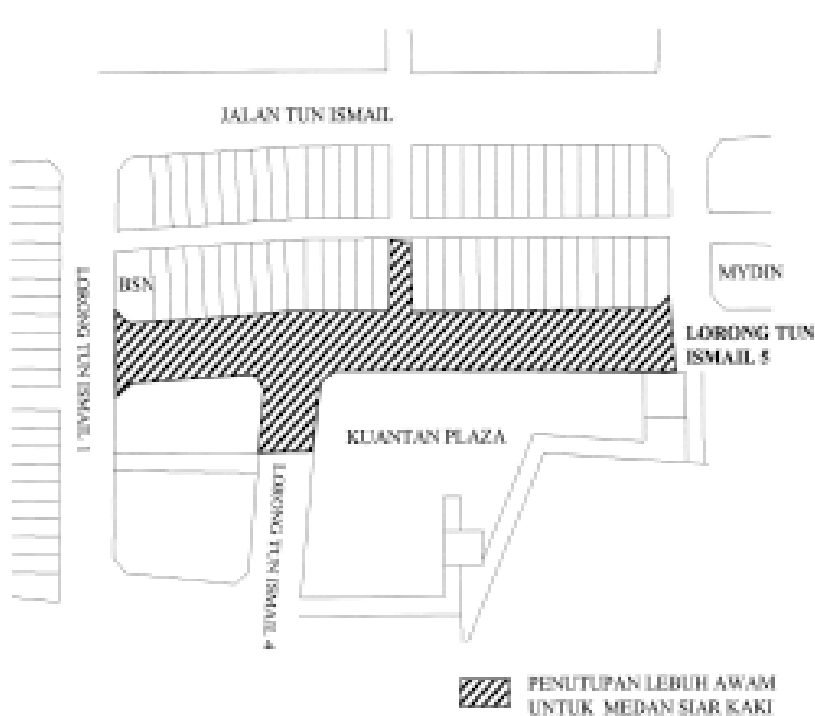 JALAN TUN ISMAIL
BSN
MYDIN
LORONG TUN ISMAIL 1
LORONG TUN
ISMAIL 5
KUANTAN PLAZA
LORONG TUN ISMAIL 4
PENUTUPAN LEBUH AWAM
UNTUK MEDAN SIAR KAKI